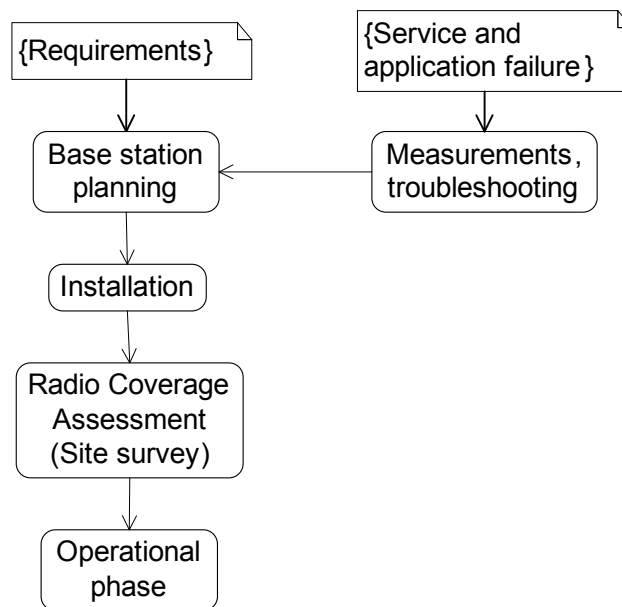 {Requirements}
{Service and
application failure}
Base station
planning
Measurements,
troubleshooting
Installation
Radio Coverage
Assessment
(Site survey)
Operational
phase